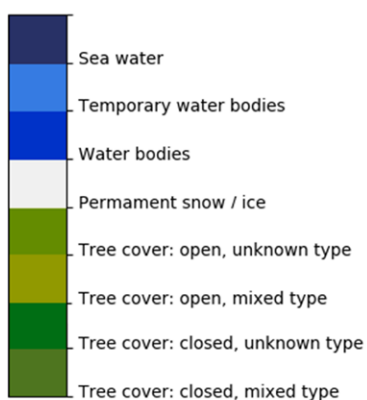 Sea water
Temporary water bodies
Water bodies
Permament snow / ice
Tree cover: open, unknown type
Tree cover: open, mixed type
Tree cover: closed, unknown type
Tree cover: closed, mixed type